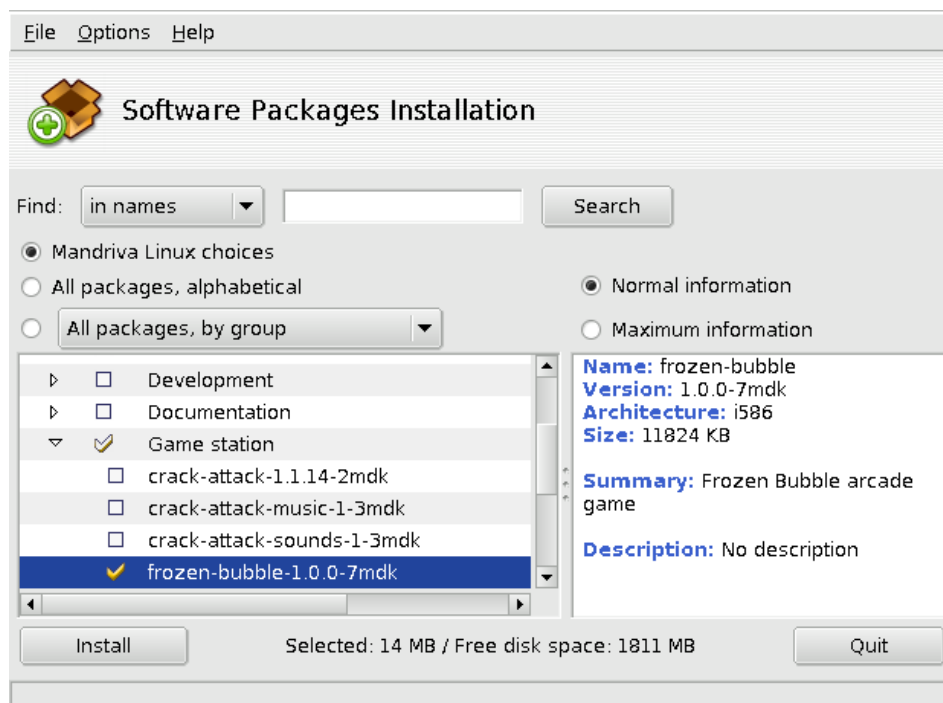 File Options Help
Software Packages Installation
Find: in names Search
Mandriva Linux choices
All packages, alphabetical
All packages, by group
Normal information
Maximum information
Development
Documentation
Game station
crack-attack-1.1.14-2mdk
crack-attack-music-1-3mdk
crack-attack-sounds-1-3mdk
frozen-bubble-1.0.0-7mdk
Name: frozen-bubble
Version: 1.0.0-7mdk
Architecture: i586
Size: 11824 KB
Summary: Frozen Bubble arcade
game
Description: No description
Install Selected: 14 MB / Free disk space: 1811 MB Quit